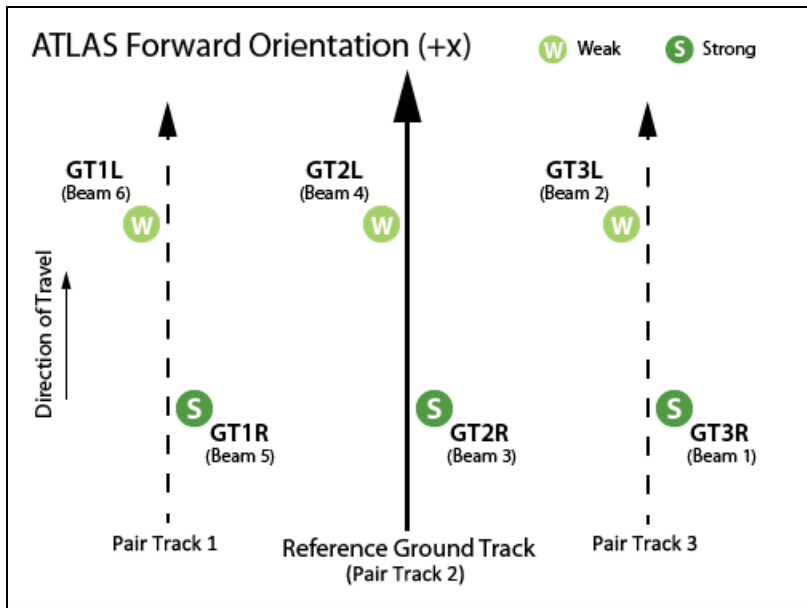 ATLAS Forward Orientation (+x)
W Weak
S Strong
GT1L
(Beam 6)
W
GT2L
(Beam 4)
W
GT3L
(Beam 2)
W
Direction of Travel
S
GT1R
(Beam 5)
S
GT2R
(Beam 3)
S
GT3R
(Beam 1)
Pair Track 1
Reference Ground Track
(Pair Track 2)
Pair Track 3